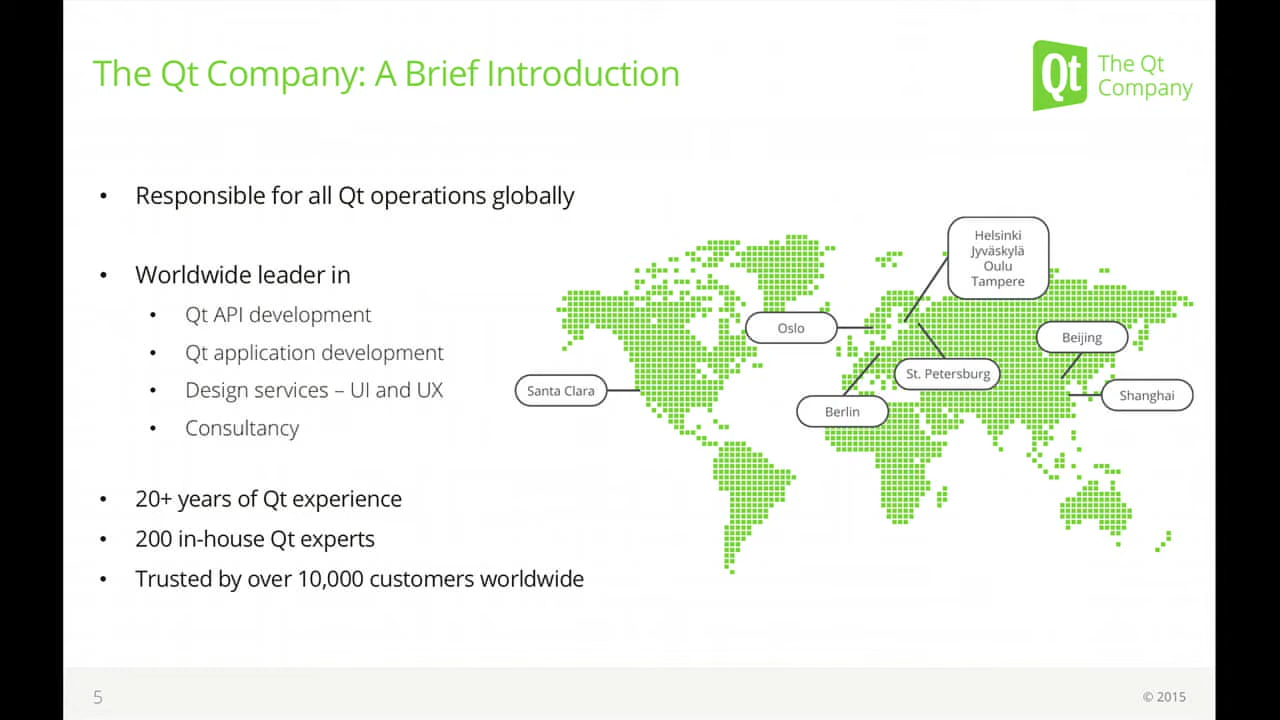 The Qt Company: A Brief Introduction
Qt
The Qt
Company
• Responsible for all Qt operations globally
• Worldwide leader in
• Qt API development
• Qt application development
• Design services – UI and UX
• Consultancy
• 20+ years of Qt experience
• 200 in-house Qt experts
• Trusted by over 10,000 customers worldwide
Helsinki
Jyväskylä
Oulu
Tampere
Oslo
Beijing
St. Petersburg
Santa Clara
Shanghai
Berlin
5
© 2015